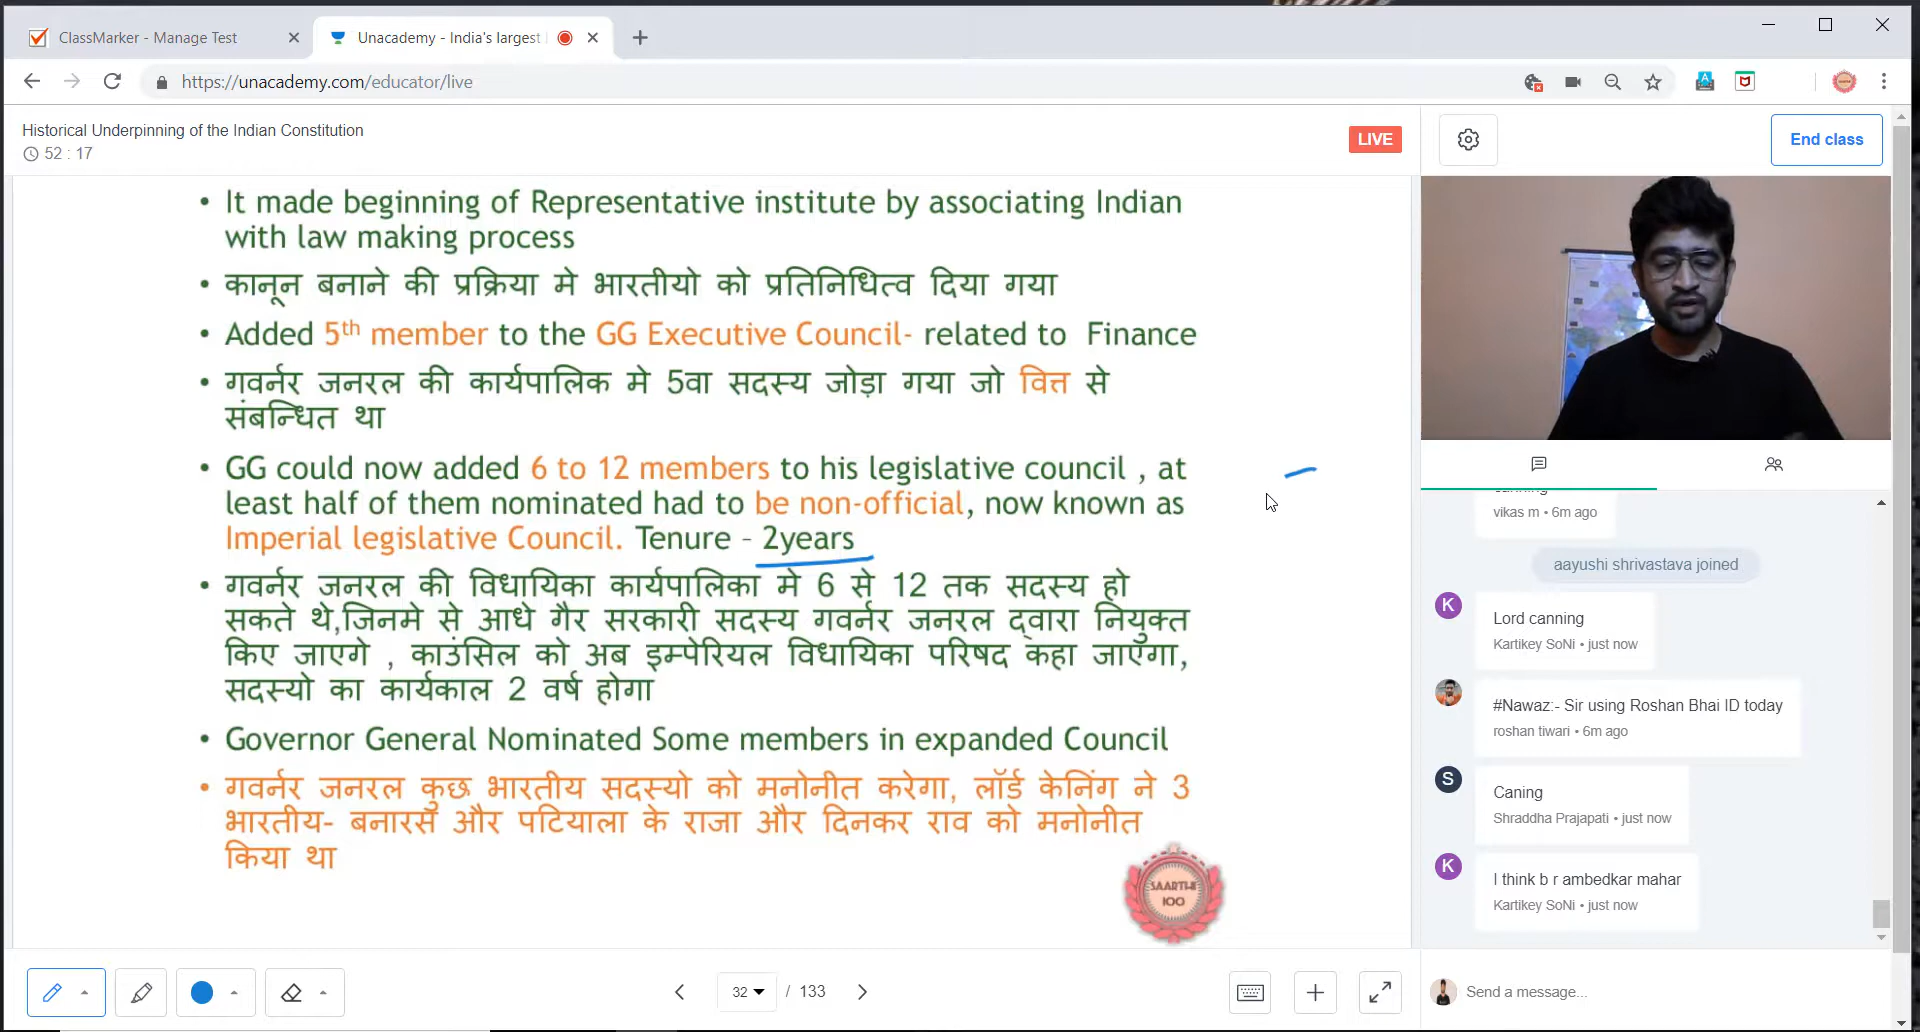 ClassMarker - Manage Test
Unacademy - India's largest
https://unacademy.com/educator/live
Historical Underpinning of the Indian Constitution
52 : 17
LIVE
End class
• It made beginning of Representative institute by associating Indian
with law making process
• कानून बनाने की प्रक्रिया मे भारतीयो को प्रतिनिधित्व दिया गया
• Added 5th member to the GG Executive Council- related to Finance
• गवर्नर जनरल की कार्यपालिक मे 5वा सदस्य जोड़ा गया जो वित्त से
संबन्धित था
• GG could now added 6 to 12 members to his legislative council , at
least half of them nominated had to be non-official, now known as
Imperial legislative Council. Tenure - 2years
• गवर्नर जनरल की विधायिका कार्यपालिका मे 6 से 12 तक सदस्य हो
सकते थे,जिनमे से आधे गैर सरकारी सदस्य गवर्नर जनरल द्वारा नियुक्त
किए जाएगे , काउंसिल को अब इम्पेरियल विधायिका परिषद कहा जाएगा,
सदस्यो का कार्यकाल 2 वर्ष होगा
• Governor General Nominated Some members in expanded Council
• गवर्नर जनरल कुछ भारतीय सदस्यो को मनोनीत करेगा, लॉर्ड केनिंग ने 3
भारतीय- बनारस और पटियाला के राजा और दिनकर राव को मनोनीत
किया था
SAARTHI
100
vikas m • 6m ago
aayushi shrivastava joined
K
Lord canning
Kartikey SoNi • just now
#Nawaz:- Sir using Roshan Bhai ID today
roshan tiwari • 6m ago
S
Caning
Shraddha Prajapati • just now
K
I think b r ambedkar mahar
Kartikey SoNi • just now
32 / 133
Send a message...